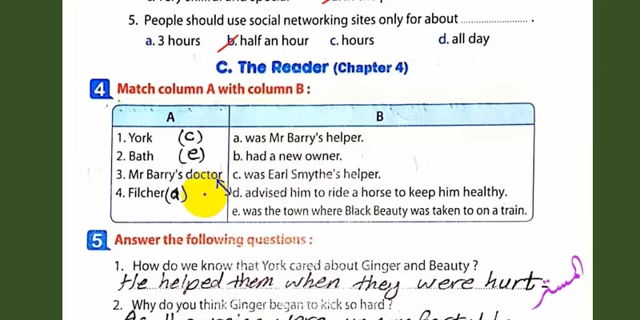 5. People should use social networking sites only for about .................... .
a. 3 hours b. half an hour c. hours d. all day
C. The Reader (Chapter 4)
4 Match column A with column B :
A B
1. York (c) a. was Mr Barry's helper.
2. Bath (e) b. had a new owner.
3. Mr Barry's doctor c. was Earl Smythe's helper.
4. Filcher (a) d. advised him to ride a horse to keep him healthy.
e. was the town where Black Beauty was taken to on a train.
5 Answer the following questions :
1. How do we know that York cared about Ginger and Beauty ?
He helped them when they were hurt
2. Why do you think Ginger began to kick so hard ?